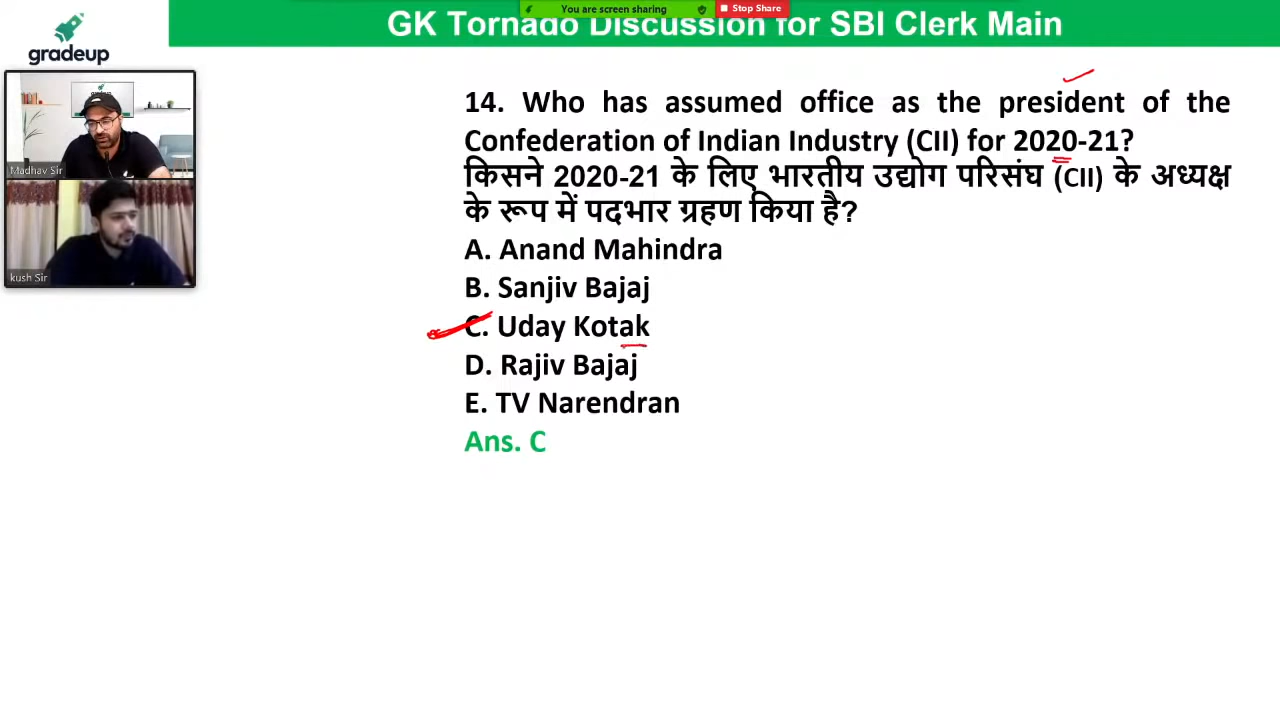 You are screen sharing
Stop Share
GK Tornado Discussion for SBI Clerk Main
gradeup
Madhav Sir
kush Sir
14. Who has assumed office as the president of the
Confederation of Indian Industry (CII) for 2020-21?
किसने 2020-21 के लिए भारतीय उद्योग परिसंघ (CII) के अध्यक्ष
के रूप में पदभार ग्रहण किया है?
A. Anand Mahindra
B. Sanjiv Bajaj
C. Uday Kotak
D. Rajiv Bajaj
E. TV Narendran
Ans. C